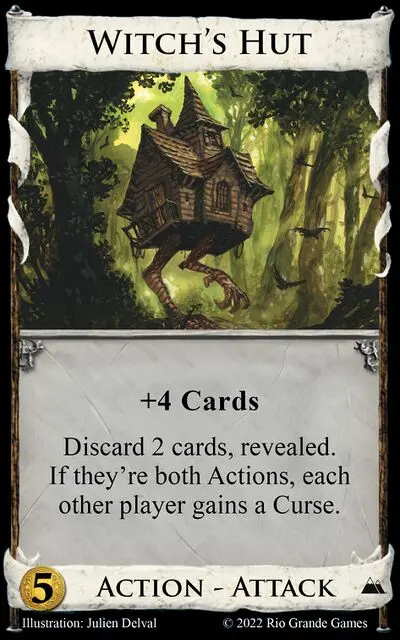 WITCH'S HUT
+4 Cards
Discard 2 cards, revealed.
If they're both Actions, each
other player gains a Curse.
5 ACTION - ATTACK
Illustration: Julien Delval © 2022 Rio Grande Games